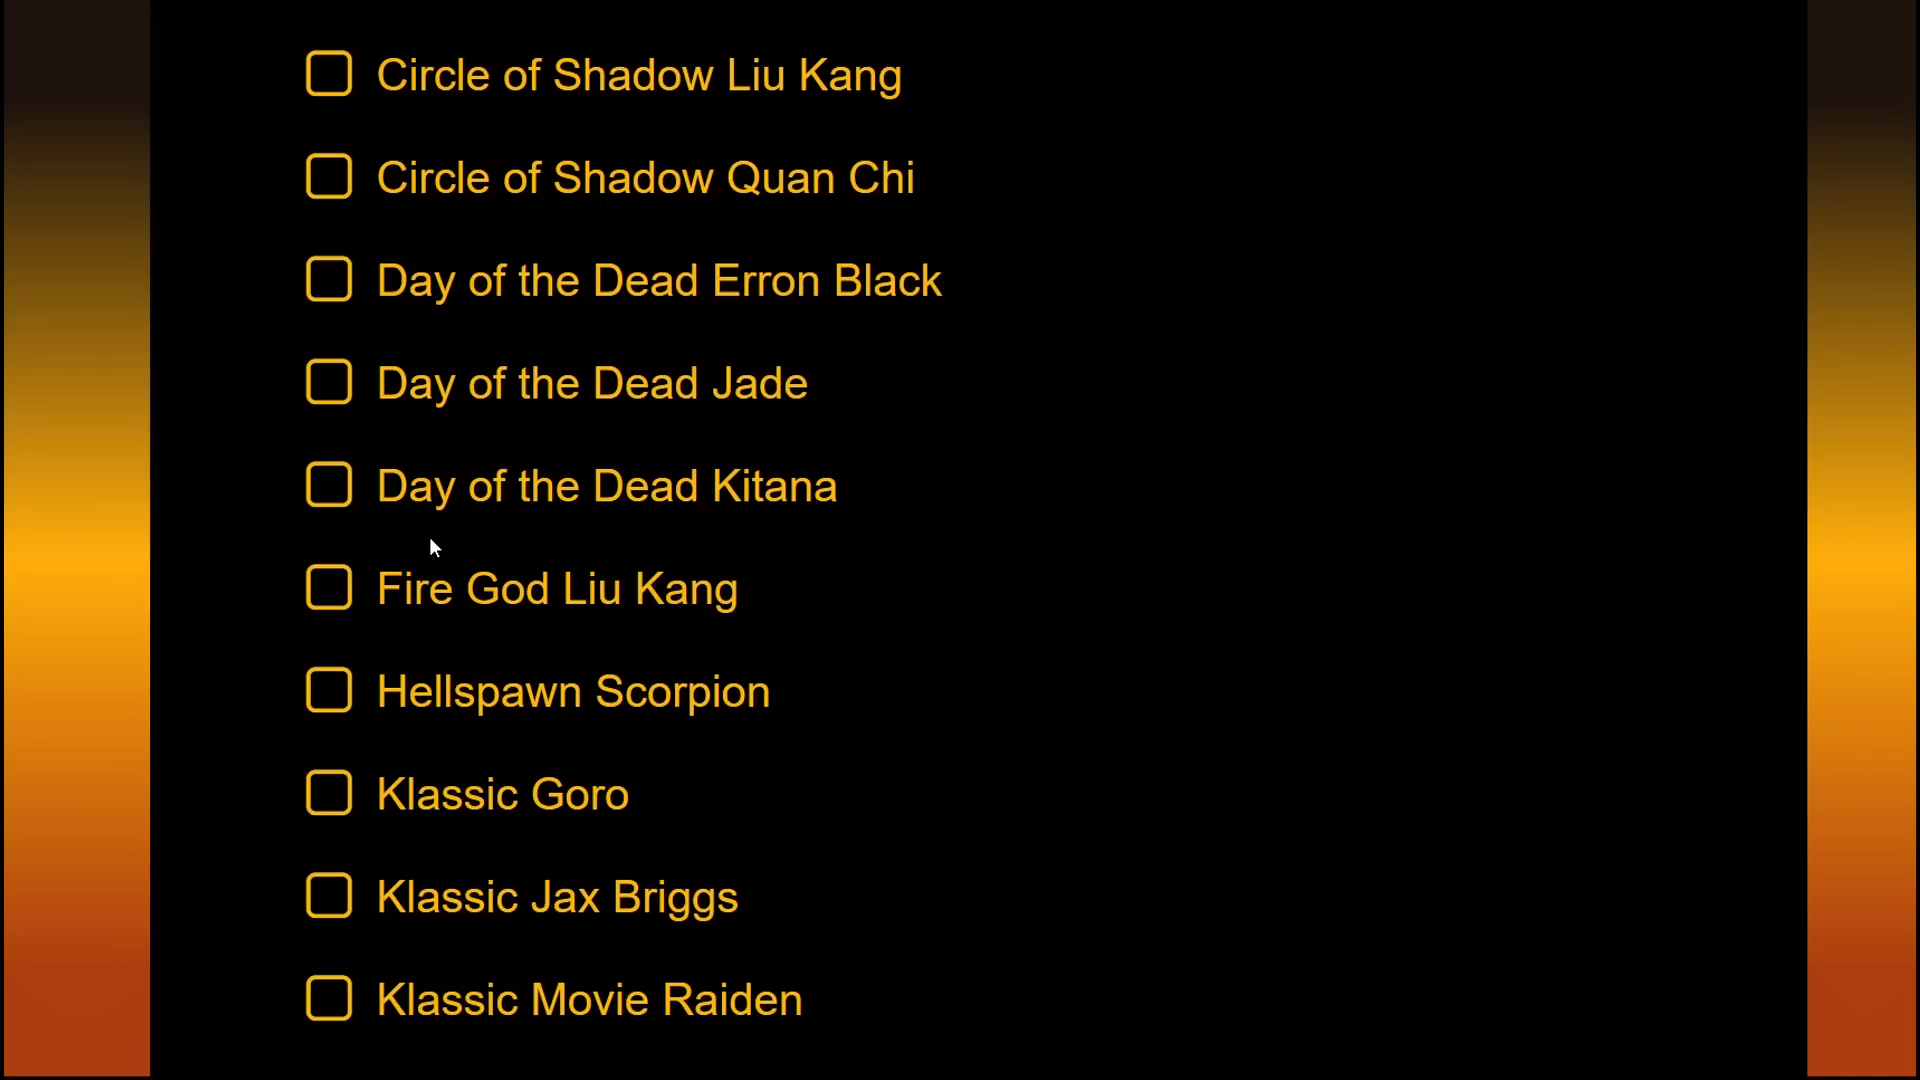 Circle of Shadow Liu Kang
Circle of Shadow Quan Chi
Day of the Dead Erron Black
Day of the Dead Jade
Day of the Dead Kitana
Fire God Liu Kang
Hellspawn Scorpion
Klassic Goro
Klassic Jax Briggs
Klassic Movie Raiden